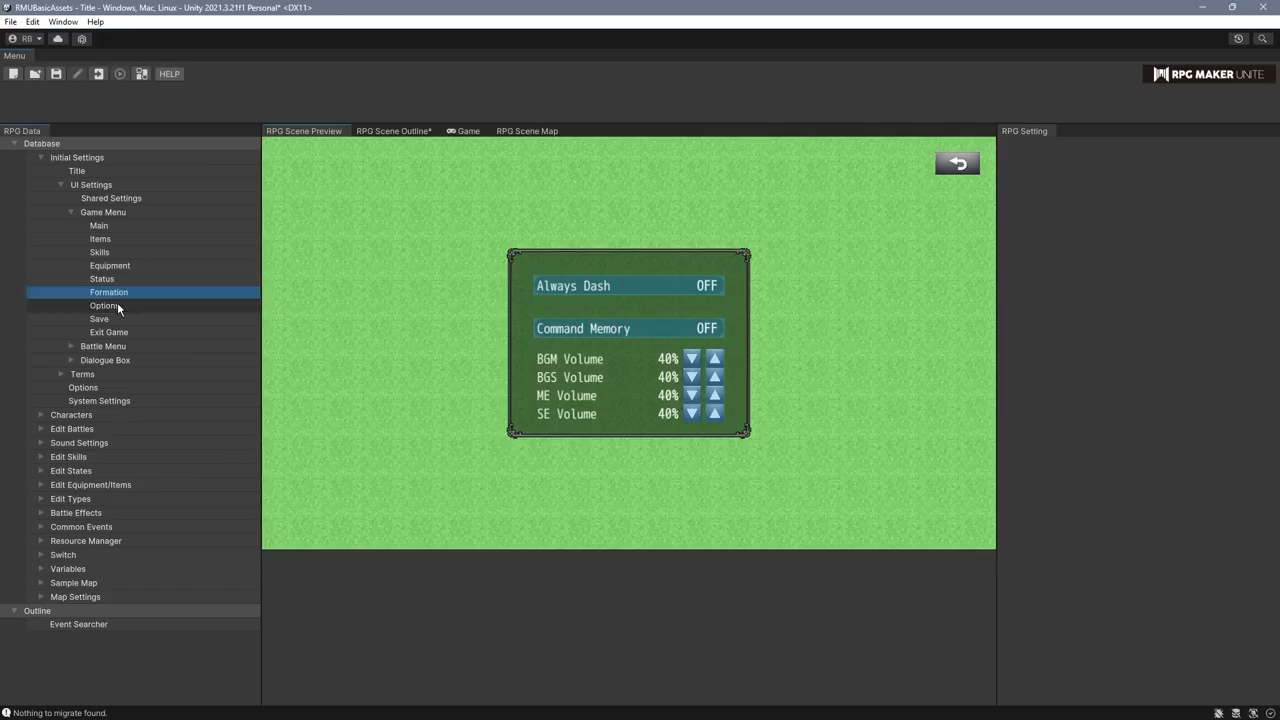 RMUBasicAssets - Title - Windows, Mac, Linux - Unity 2021.3.21f1 Personal* <DX11>
File Edit Window Help
RB
Menu
HELP
RPG MAKER UNITE
RPG Data
RPG Scene Preview RPG Scene Outline* Game RPG Scene Map
RPG Setting
Database
Initial Settings
Title
UI Settings
Shared Settings
Game Menu
Main
Items
Skills
Equipment
Status
Formation
Options
Save
Exit Game
Battle Menu
Dialogue Box
Terms
Options
System Settings
Characters
Edit Battles
Sound Settings
Edit Skills
Edit States
Edit Equipment/Items
Edit Types
Battle Effects
Common Events
Resource Manager
Switch
Variables
Sample Map
Map Settings
Outline
Event Searcher
Always Dash OFF
Command Memory OFF
BGM Volume 40%
BGS Volume 40%
ME Volume 40%
SE Volume 40%
Nothing to migrate found.